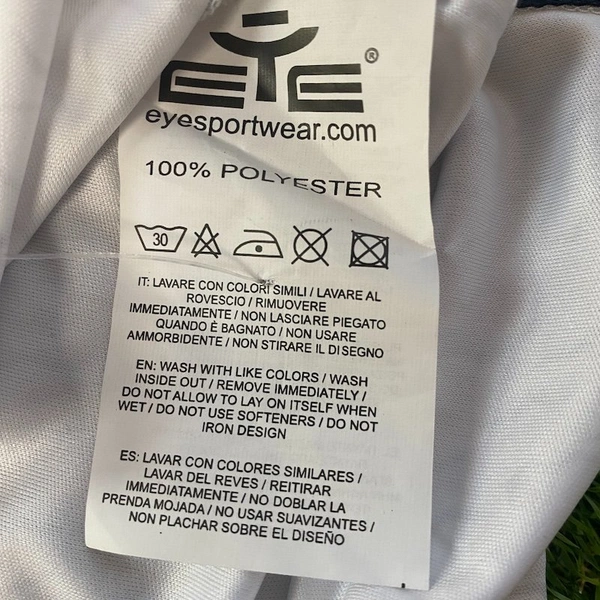 EYE®
eyesportwear.com
100% POLYESTER
30
IT: LAVARE CON COLORI SIMILI / LAVARE AL
ROVESCIO / RIMUOVERE
IMMEDIATAMENTE / NON LASCIARE PIEGATO
QUANDO È BAGNATO / NON USARE
AMMORBIDENTE / NON STIRARE IL DISEGNO
EN: WASH WITH LIKE COLORS / WASH
INSIDE OUT / REMOVE IMMEDIATELY /
DO NOT ALLOW TO LAY ON ITSELF WHEN
WET / DO NOT USE SOFTENERS / DO NOT
IRON DESIGN
ES: LAVAR CON COLORES SIMILARES /
LAVAR DEL REVES / REITIRAR
IMMEDIATAMENTE / NO DOBLAR LA
PRENDA MOJADA / NO USAR SUAVIZANTES /
NON PLACHAR SOBRE EL DISEÑO